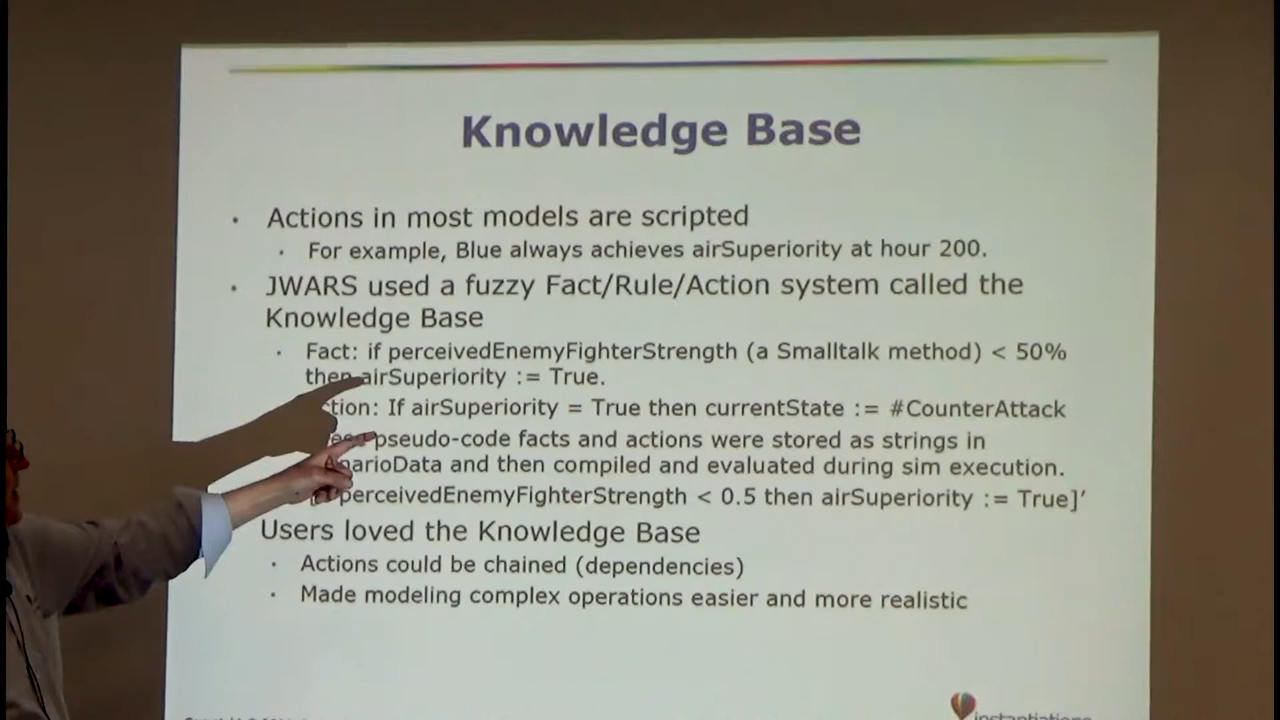 Knowledge Base
• Actions in most models are scripted
• For example, Blue always achieves airSuperiority at hour 200.
• JWARS used a fuzzy Fact/Rule/Action system called the
Knowledge Base
• Fact: if perceivedEnemyFighterStrength (a Smalltalk method) < 50%
then airSuperiority := True.
tion: If airSuperiority = True then currentState := #CounterAttack
pseudo-code facts and actions were stored as strings in
narioData and then compiled and evaluated during sim execution.
perceivedEnemyFighterStrength < 0.5 then airSuperiority := True]’
Users loved the Knowledge Base
• Actions could be chained (dependencies)
• Made modeling complex operations easier and more realistic
instantiations